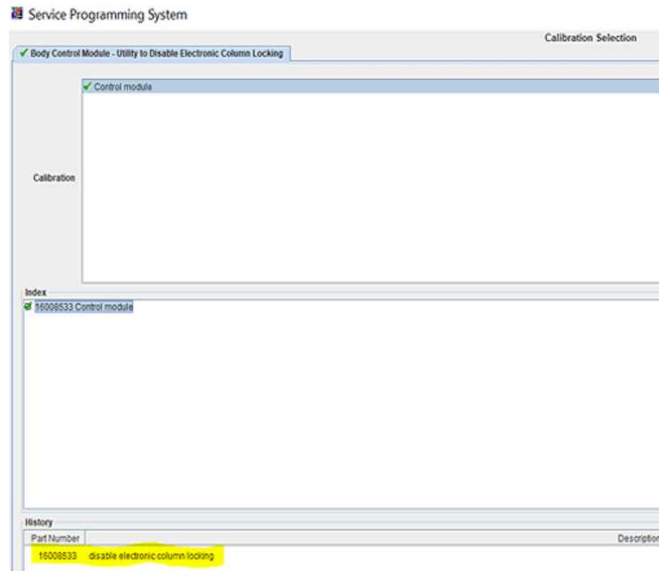 Service Programming System
Calibration Selection
Body Control Module - Utility to Disable Electronic Column Locking
Control module
Calibration
Index
16008533 Control module
History
Part Number Description
16008533 disable electronic column locking